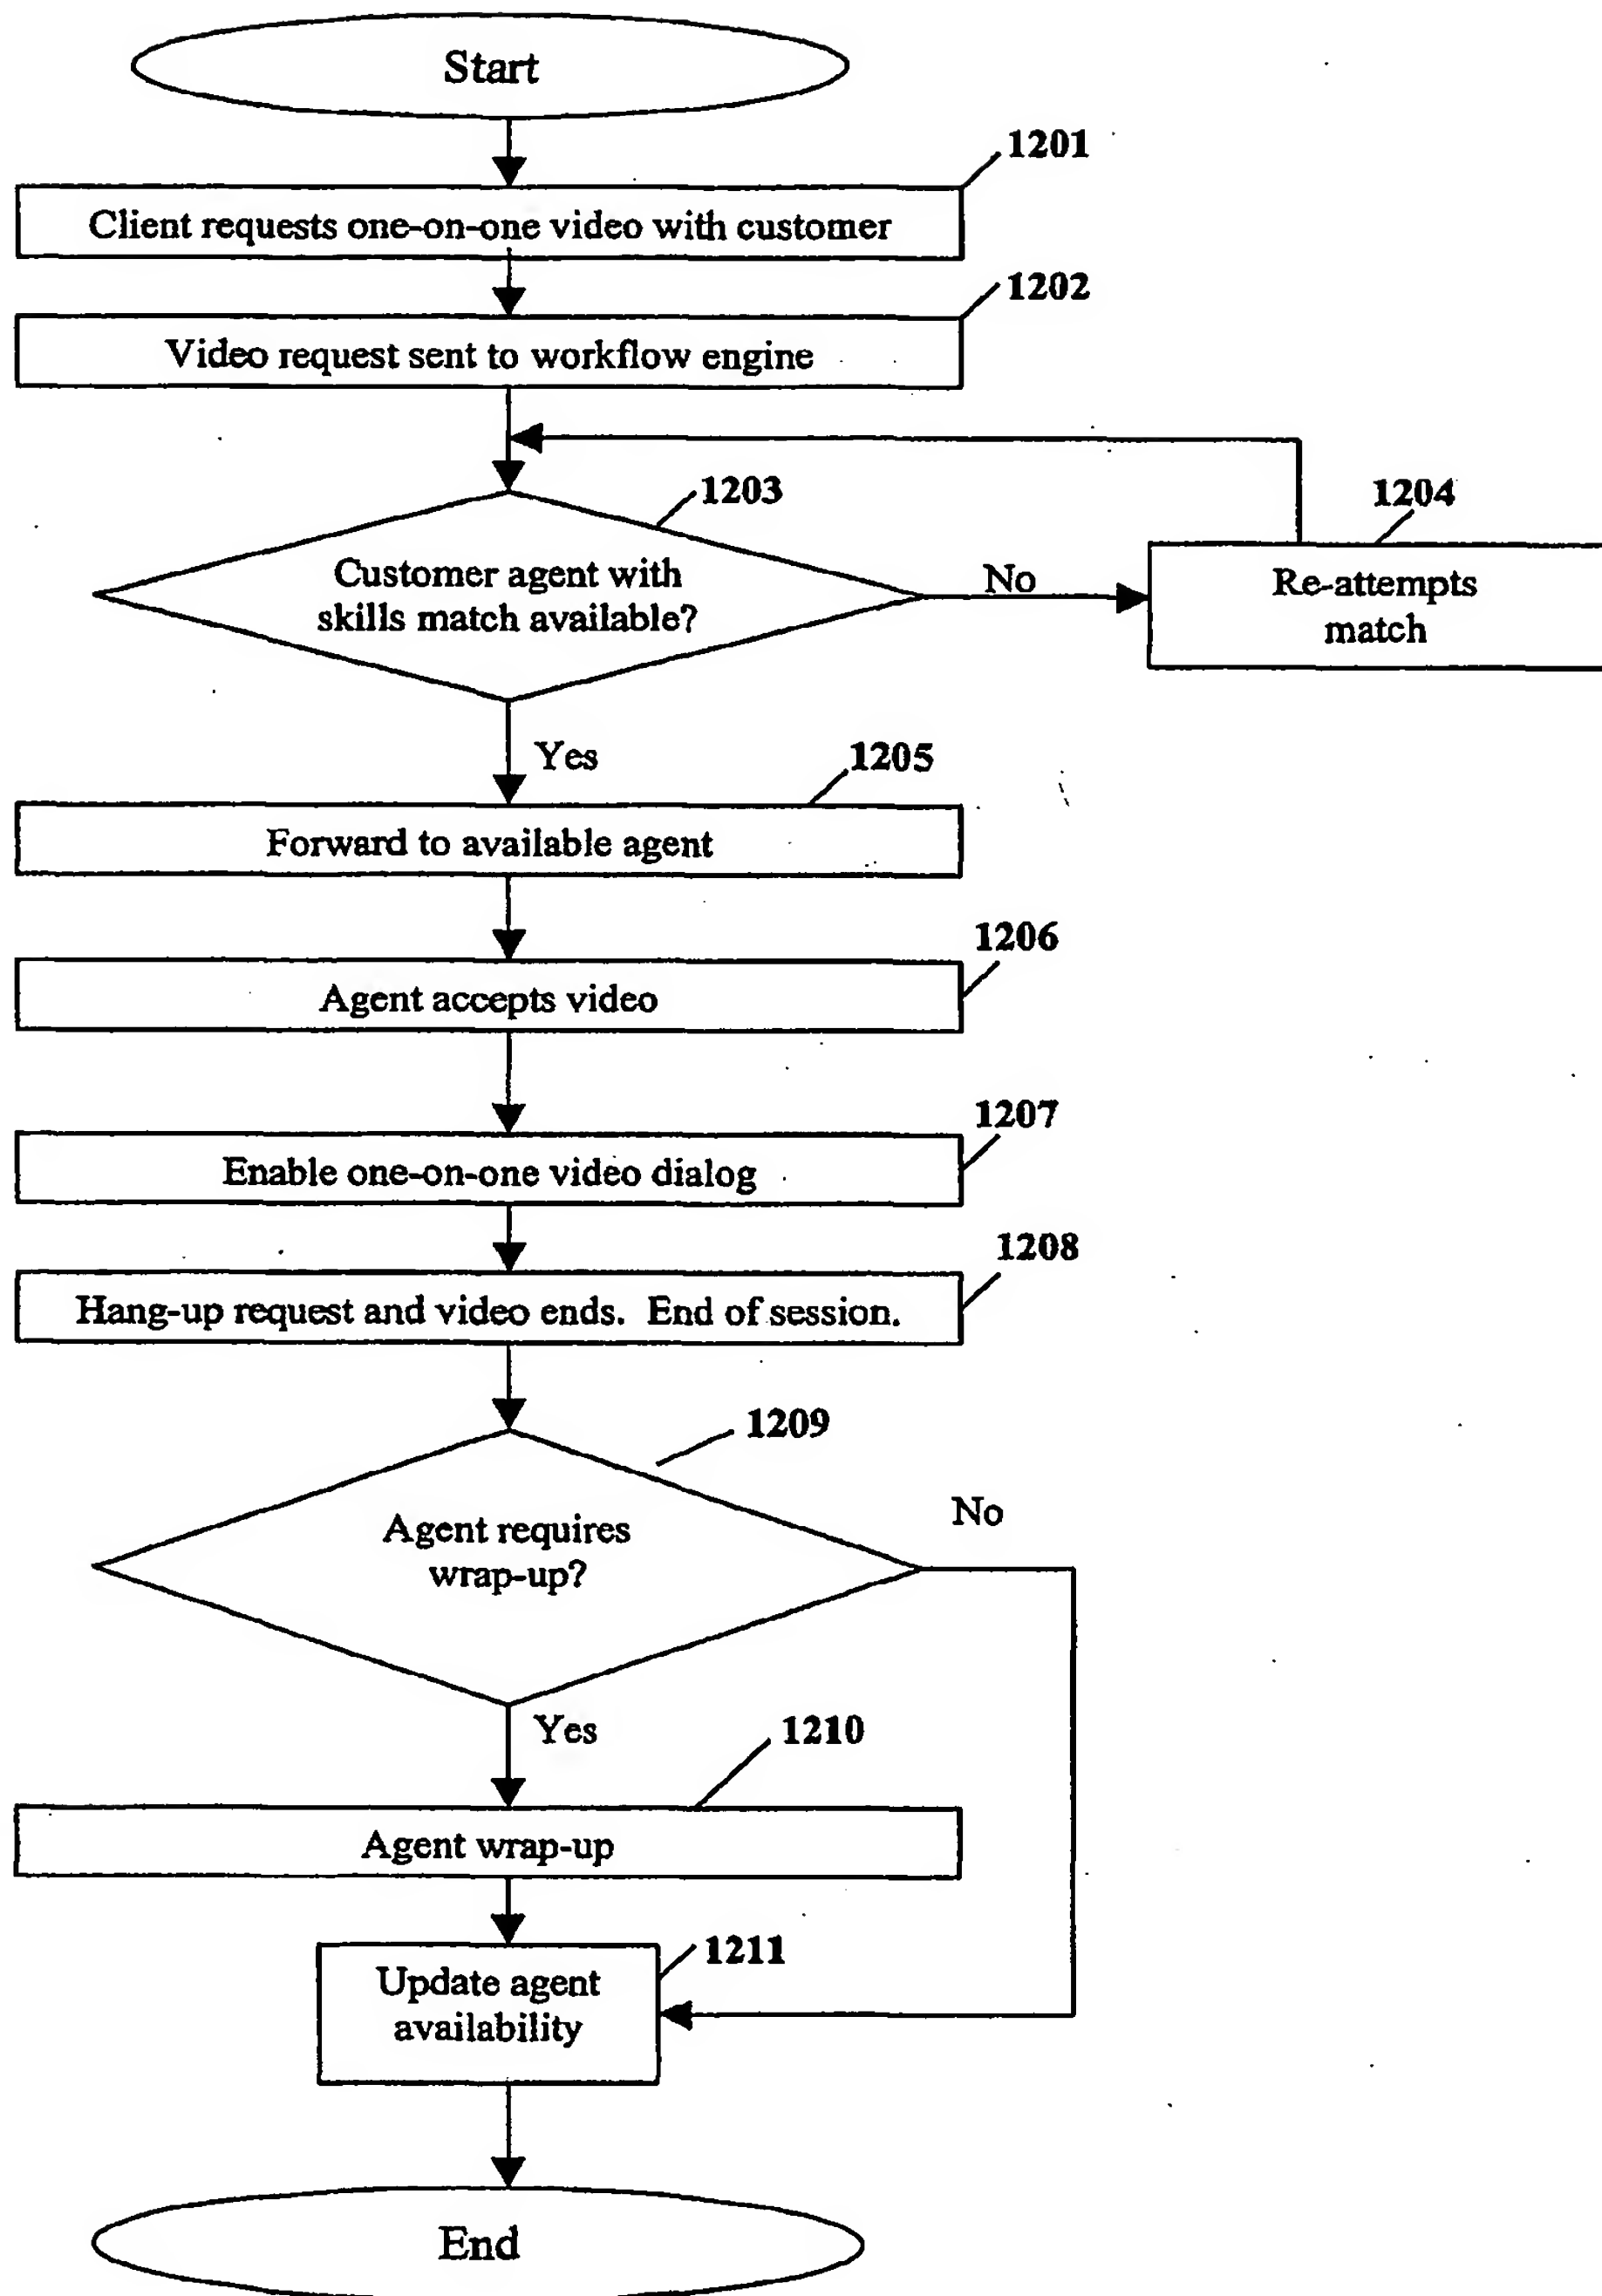 Start
1201
Client requests one-on-one video with customer
1202
Video request sent to workflow engine
1203
1204
Customer agent with
skills match available?
No
Re-attempts
match
Yes
1205
Forward to available agent
1206
Agent accepts video
1207
Enable one-on-one video dialog
1208
Hang-up request and video ends. End of session.
1209
No
Agent requires
wrap-up?
Yes
1210
Agent wrap-up
1211
Update agent
availability
End